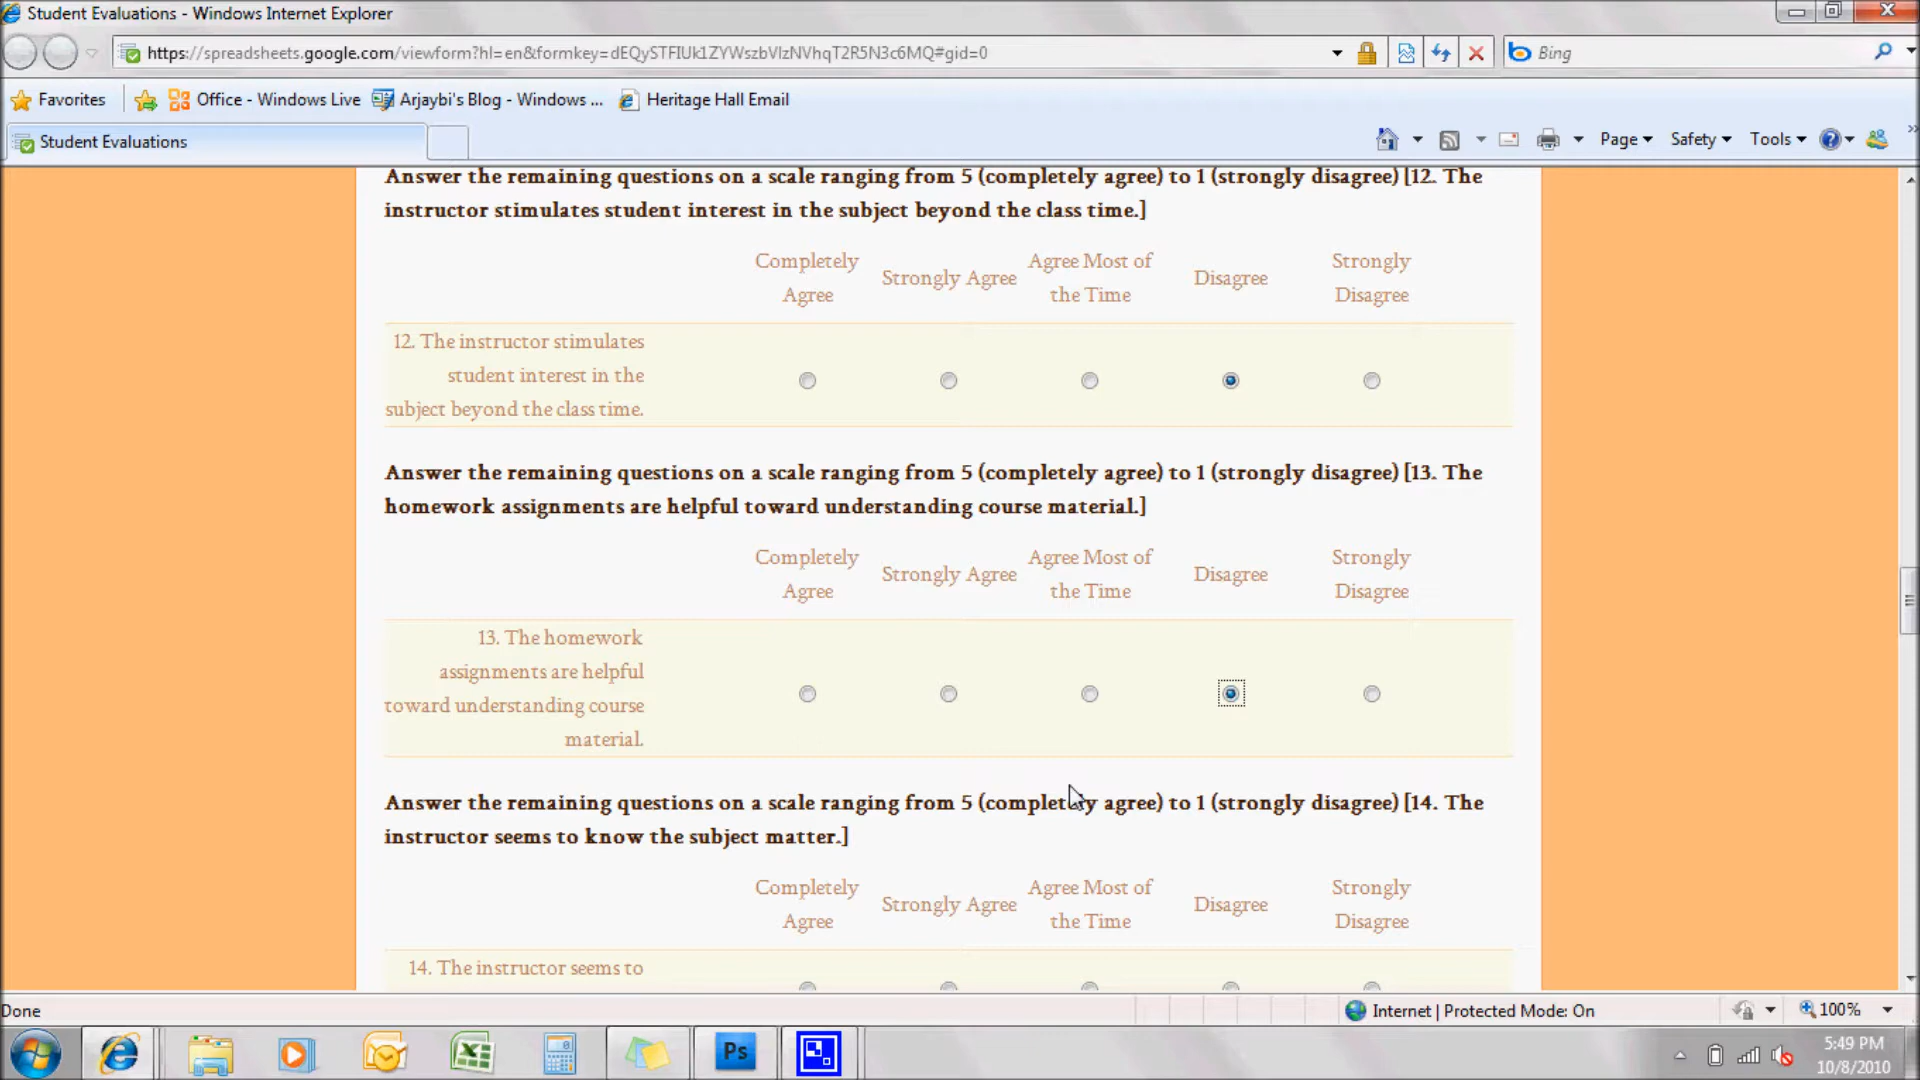 Student Evaluations - Windows Internet Explorer
https://spreadsheets.google.com/viewform?hl=en&formkey=dEQySTFIUk1ZYWszbVlzNVhqT2R5N3c6MQ#gid=0
Bing
Favorites
Office - Windows Live
Arjaybi's Blog - Windows ...
Heritage Hall Email
Student Evaluations
Page
Safety
Tools
Answer the remaining questions on a scale ranging from 5 (completely agree) to 1 (strongly disagree) [12. The
instructor stimulates student interest in the subject beyond the class time.]
Completely
Agree
Strongly Agree
Agree Most of
the Time
Disagree
Strongly
Disagree
12. The instructor stimulates
student interest in the
subject beyond the class time.
Answer the remaining questions on a scale ranging from 5 (completely agree) to 1 (strongly disagree) [13. The
homework assignments are helpful toward understanding course material.]
Completely
Agree
Strongly Agree
Agree Most of
the Time
Disagree
Strongly
Disagree
13. The homework
assignments are helpful
toward understanding course
material.
Answer the remaining questions on a scale ranging from 5 (completely agree) to 1 (strongly disagree) [14. The
instructor seems to know the subject matter.]
Completely
Agree
Strongly Agree
Agree Most of
the Time
Disagree
Strongly
Disagree
14. The instructor seems to
Done
Internet | Protected Mode: On
100%
Ps
5:49 PM
10/8/2010